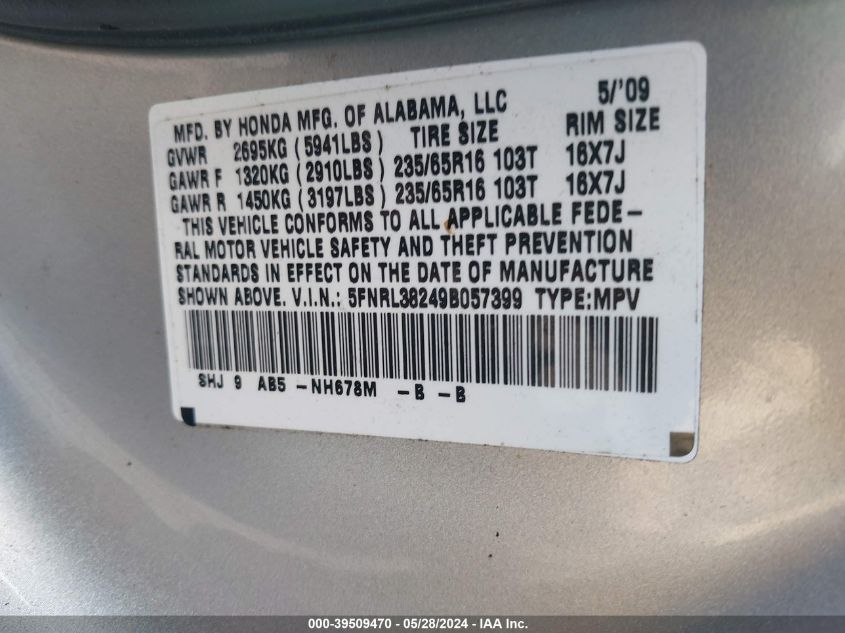 MFD. BY HONDA MFG. OF ALABAMA, LLC 5/'09
GVWR 2695KG (5941LBS) TIRE SIZE RIM SIZE
GAWR F 1320KG (2910LBS) 235/65R16 103T 16X7J
GAWR R 1450KG (3197LBS) 235/65R16 103T 16X7J
THIS VEHICLE CONFORMS TO ALL APPLICABLE FEDE-
RAL MOTOR VEHICLE SAFETY AND THEFT PREVENTION
STANDARDS IN EFFECT ON THE DATE OF MANUFACTURE
SHOWN ABOVE. V.I.N.: 5FNRL38249B057399 TYPE:MPV
SHJ 9 AB5 -NH678M -B -B
000-39509470 — 05/28/2024 - IAA Inc.